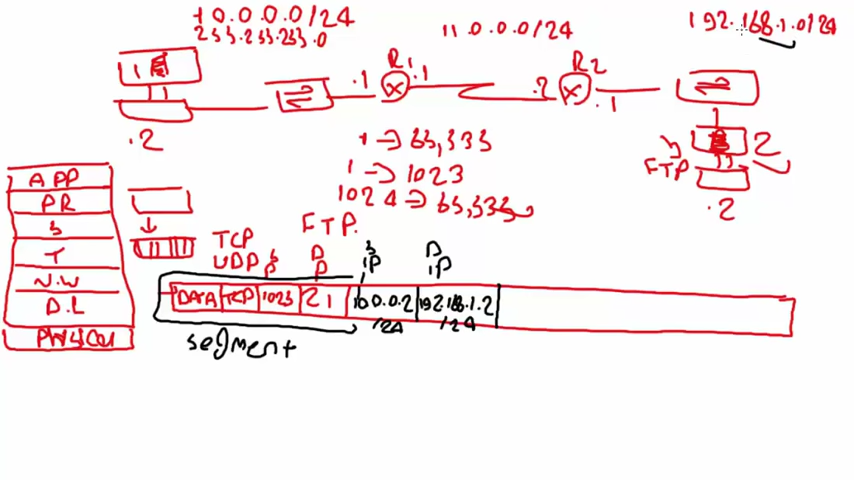 10.0.0.0/24
255.255.255.0
11.0.0.0/24
192.168.1.0/24
R1
R2
1
.1
.1
.2
.1
.2
2
S
FTP
.2
1 → 65,535
1 → 1023
1024 → 65,535
FTP
APP
PR
S
T
N.W
D.L
PHYSICAL
TCP
UDP
S
P
D
P
S
IP
D
IP
DATA TCP 1025 21 10.0.0.2 192.168.1.2
/24 /24
segment